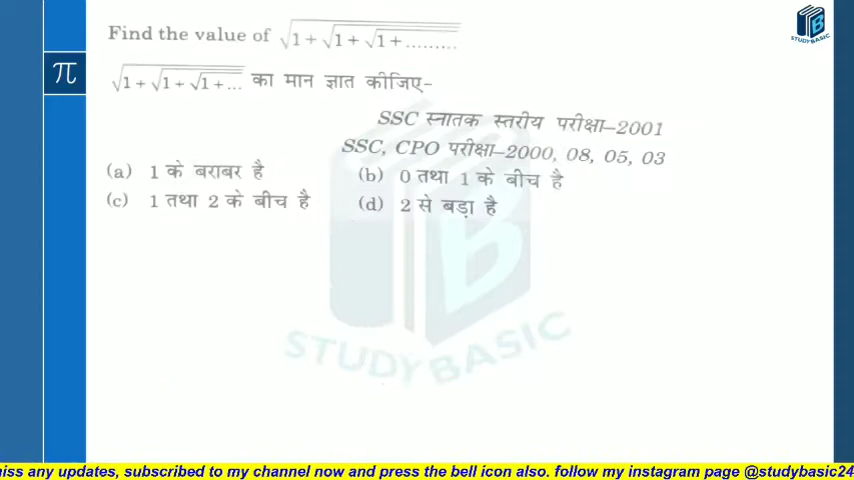 Find the value of √1 + √1 + √1 + .........
π
√1 + √1 + √1 + ... का मान ज्ञात कीजिए–
SSC स्नातक स्तरीय परीक्षा–2001
SSC, CPO परीक्षा–2000, 08, 05, 03
(a) 1 के बराबर है (b) 0 तथा 1 के बीच है
(c) 1 तथा 2 के बीच है (d) 2 से बड़ा है
STUDYBASIC
STUDY BASIC
miss any updates, subscribed to my channel now and press the bell icon also. follow my instagram page @studybasic24